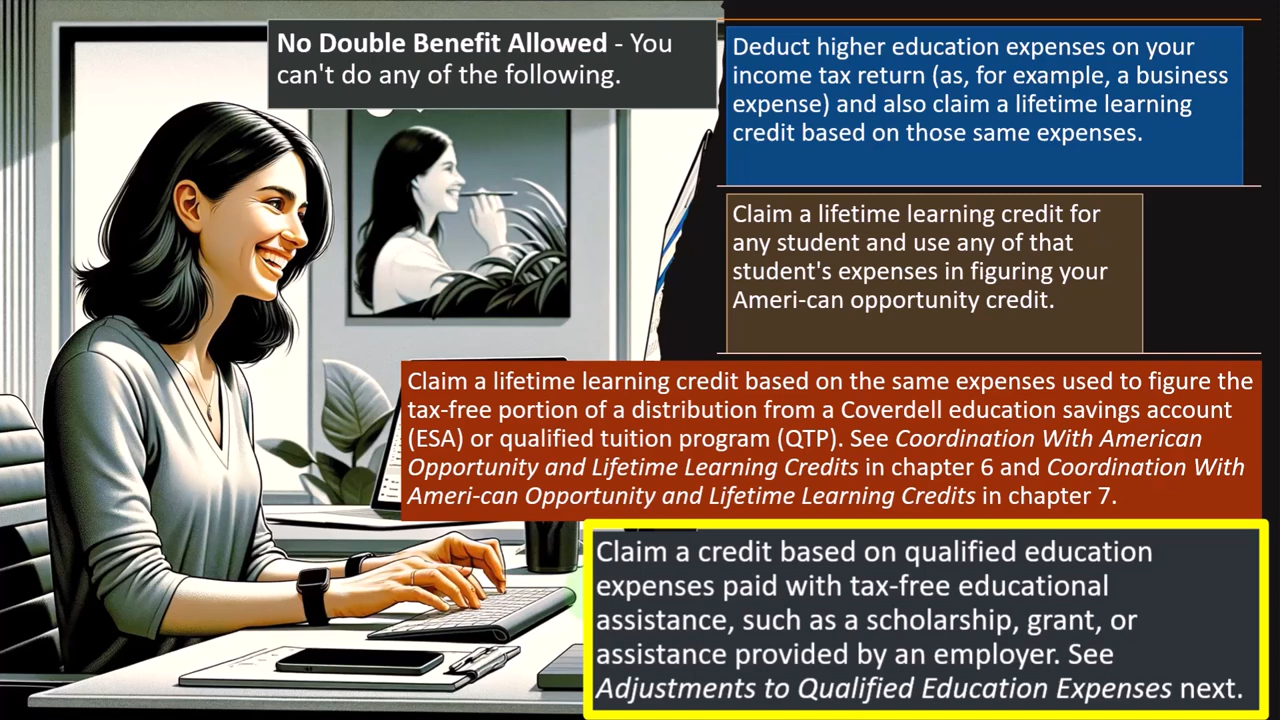 No Double Benefit Allowed - You
can't do any of the following.
Deduct higher education expenses on your
income tax return (as, for example, a business
expense) and also claim a lifetime learning
credit based on those same expenses.
Claim a lifetime learning credit for
any student and use any of that
student's expenses in figuring your
Ameri-can opportunity credit.
Claim a lifetime learning credit based on the same expenses used to figure the
tax-free portion of a distribution from a Coverdell education savings account
(ESA) or qualified tuition program (QTP). See Coordination With American
Opportunity and Lifetime Learning Credits in chapter 6 and Coordination With
Ameri-can Opportunity and Lifetime Learning Credits in chapter 7.
Claim a credit based on qualified education
expenses paid with tax-free educational
assistance, such as a scholarship, grant, or
assistance provided by an employer. See
Adjustments to Qualified Education Expenses next.